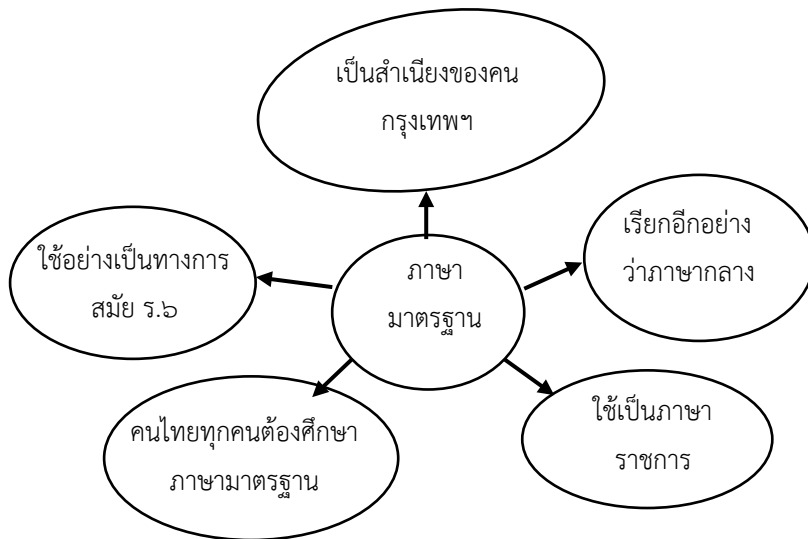 เป็นสำเนียงของคน
กรุงเทพฯ
เรียกอีกอย่าง
ว่าภาษากลาง
ใช้อย่างเป็นทางการ
สมัย ร.๖
ภาษา
มาตรฐาน
คนไทยทุกคนต้องศึกษา
ภาษามาตรฐาน
ใช้เป็นภาษา
ราชการ